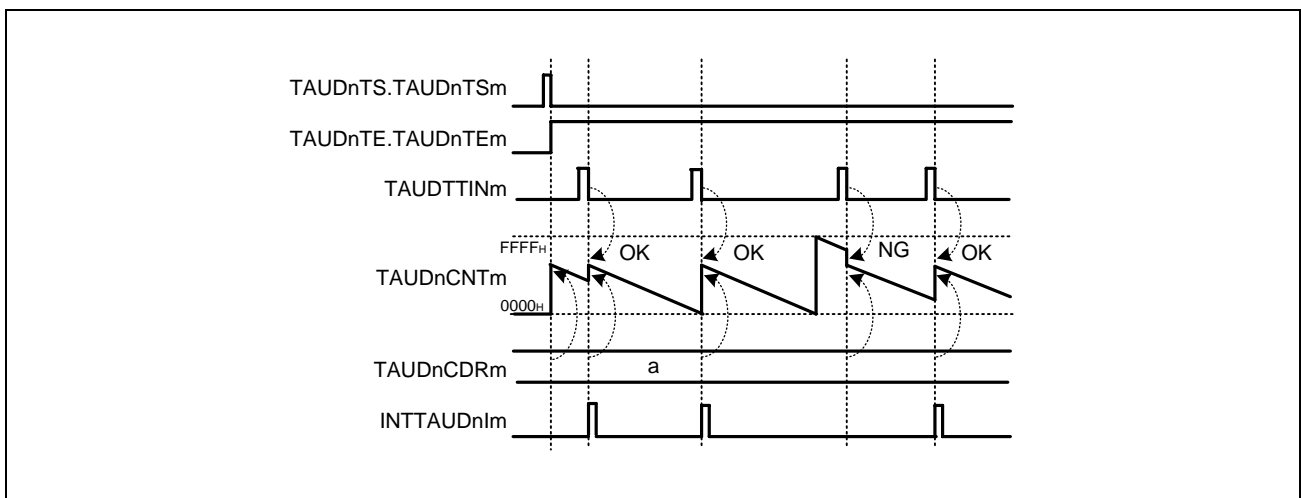 TAUDnTS.TAUDnTSm
TAUDnTE.TAUDnTEm
TAUDTTINm
FFFFH
OK OK NG OK
TAUDnCNTm
0000H
TAUDnCDRm a
INTTAUDnIm